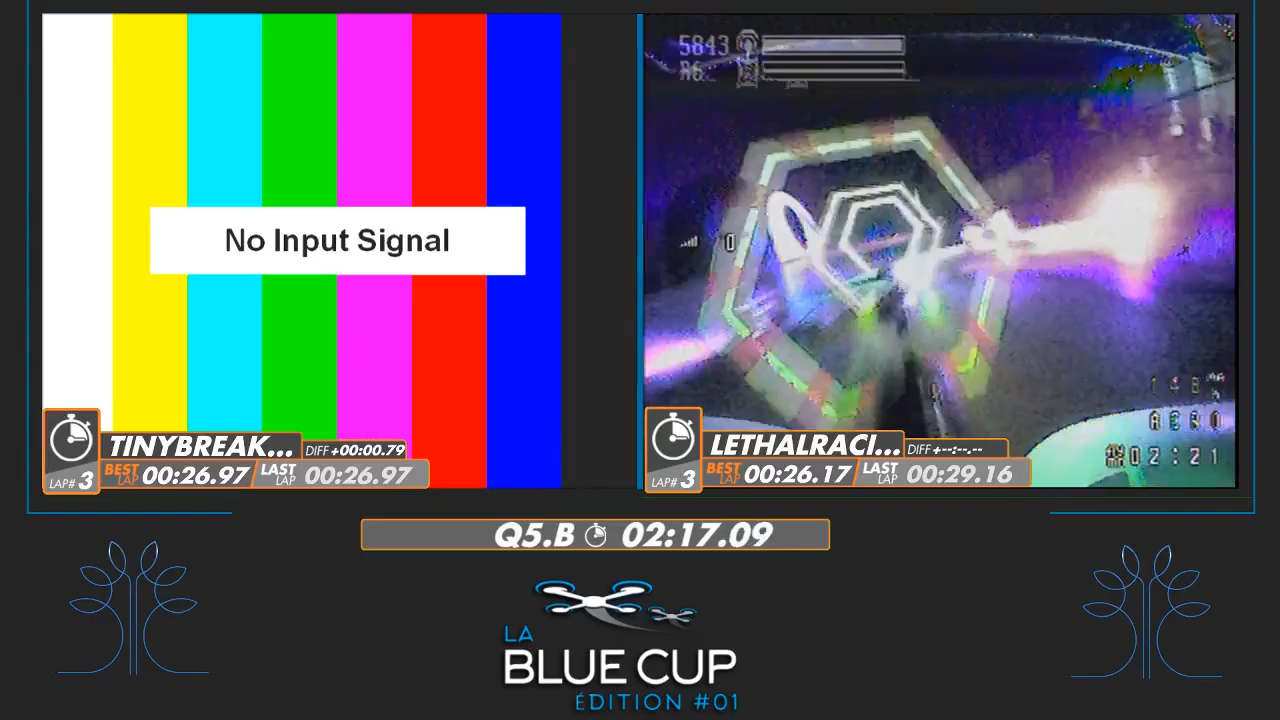 No Input Signal
TINYBREAK...
DIFF +00:00.79
LAP# 3
BEST LAP 00:26.97
LAST LAP 00:26.97
5843
LETHALRACI...
DIFF +--:--.--
LAP# 3
BEST LAP 00:26.17
LAST LAP 00:29.16
0
02:21
Q5.B 02:17.09
LA
BLUE CUP
ÉDITION #01